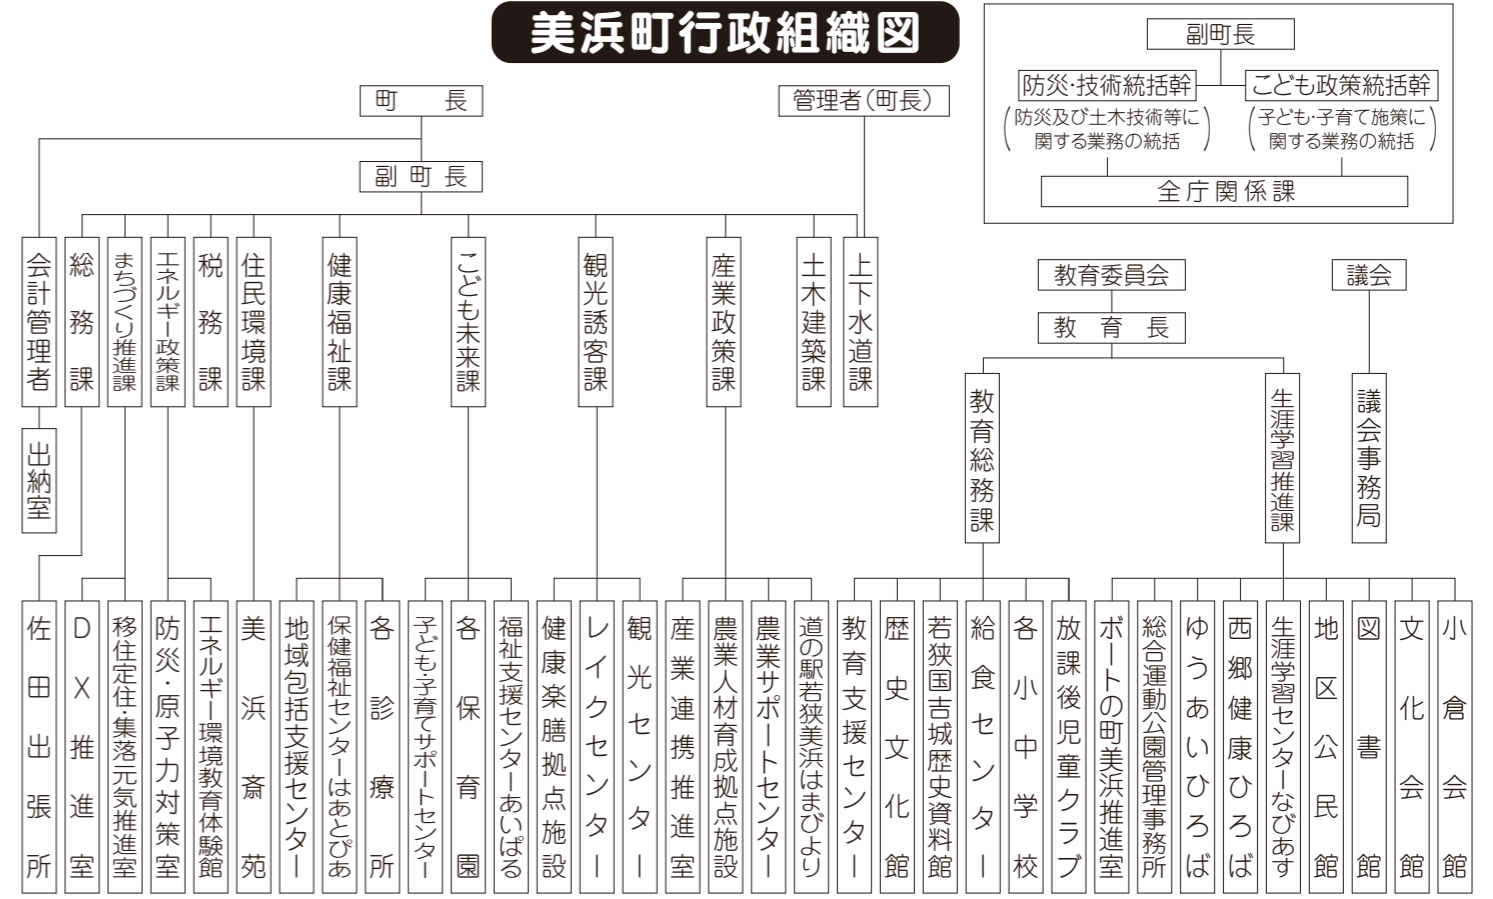 美浜町行政組織図
町長
管理者（町長）
副町長
会計管理者
総務課
まちづくり推進課
エネルギー政策課
税務課
住民環境課
健康福祉課
こども未来課
観光誘客課
産業政策課
土木建築課
上下水道課
出納室
副町長
防災・技術統括幹
こども政策統括幹
（防災及び土木技術等に
関する業務の統括）
（子ども・子育て施策に
関する業務の統括）
全庁関係課
教育委員会
教育長
教育総務課
生涯学習推進課
議会
議会事務局
佐田出張所
DX推進室
移住定住・集落元気推進室
防災・原子力対策室
エネルギー環境教育体験館
美浜斎苑
地域包括支援センター
保健福祉センターはあとぴあ
各診療所
子ども・子育てサポートセンター
各保育園
福祉支援センターあいぱる
健康楽膳拠点施設
レイクセンター
観光センター
産業連携推進室
農業人材育成拠点施設
農業サポートセンター
道の駅若狭美浜はまびより
教育支援センター
歴史文化館
若狭国吉城歴史資料館
給食センター
各小中学校
放課後児童クラブ
ボートの町美浜推進室
総合運動公園管理事務所
ゆうあいひろば
西郷健康ひろば
生涯学習センターなびあす
地区公民館
図書館
文化会館
小倉会館